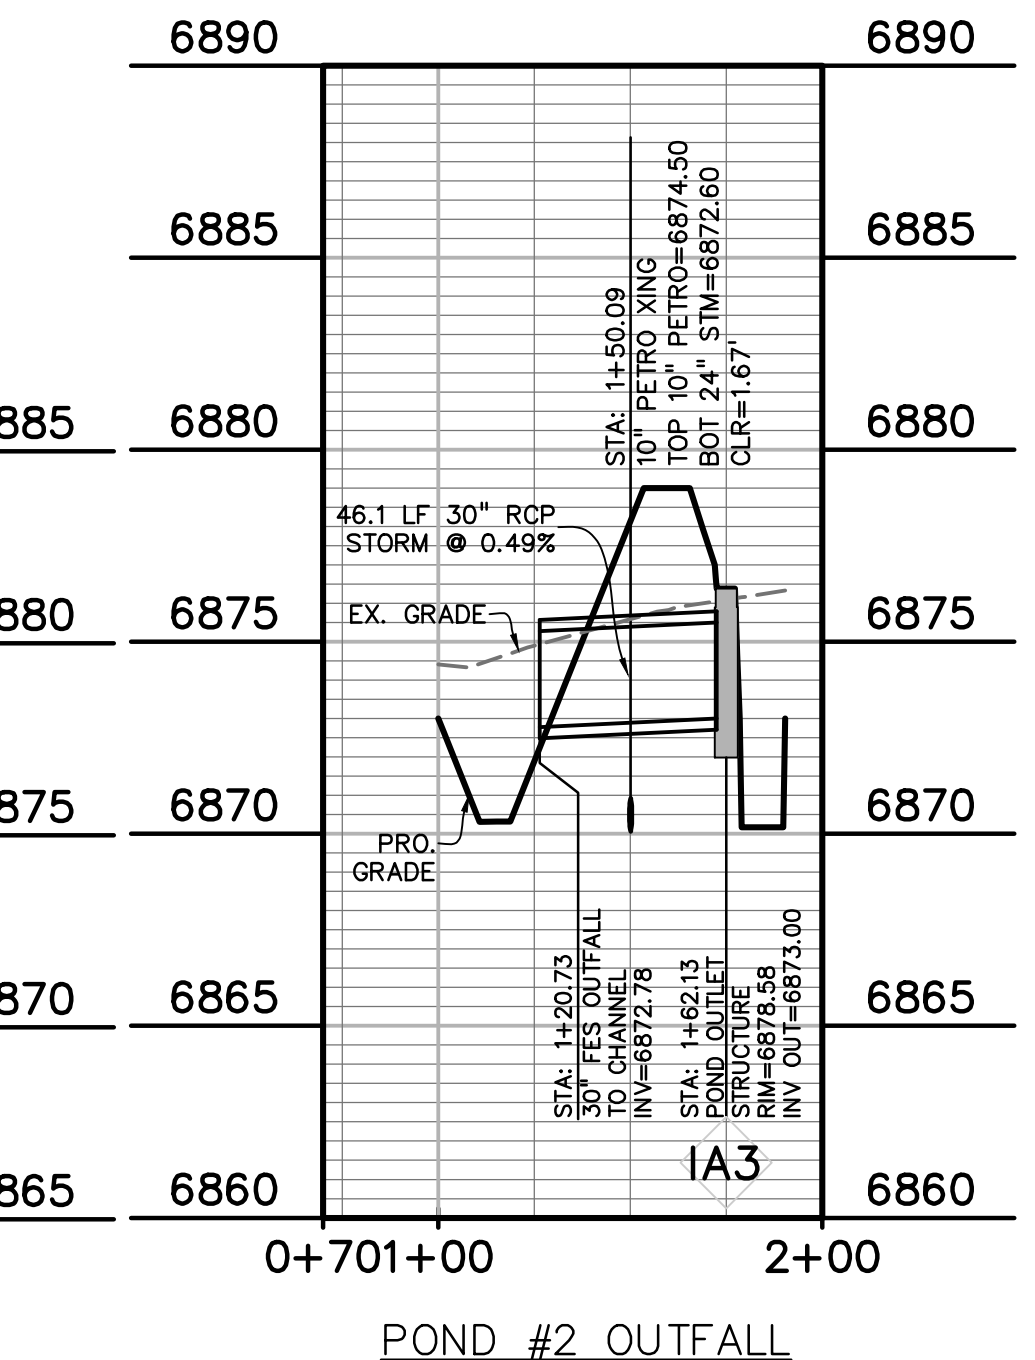 6890
6890
6885
6885
885
6880
6880
880
6875
6875
875
6870
6870
870
6865
6865
865
6860
6860
STA: 1+50.09
10" PETRO XING
TOP 10" PETRO=6874.50
BOT 24" STM=6872.60
CLR=1.67'
46.1 LF 30" RCP
STORM @ 0.49%
EX. GRADE
PRO.
GRADE
STA: 1+20.73
30" FES OUTFALL
TO CHANNEL
INV=6872.78
STA: 1+62.13
POND OUTLET
STRUCTURE
RIM=6878.58
INV OUT=6873.00
IA3
0+70
1+00
2+00
POND #2 OUTFALL